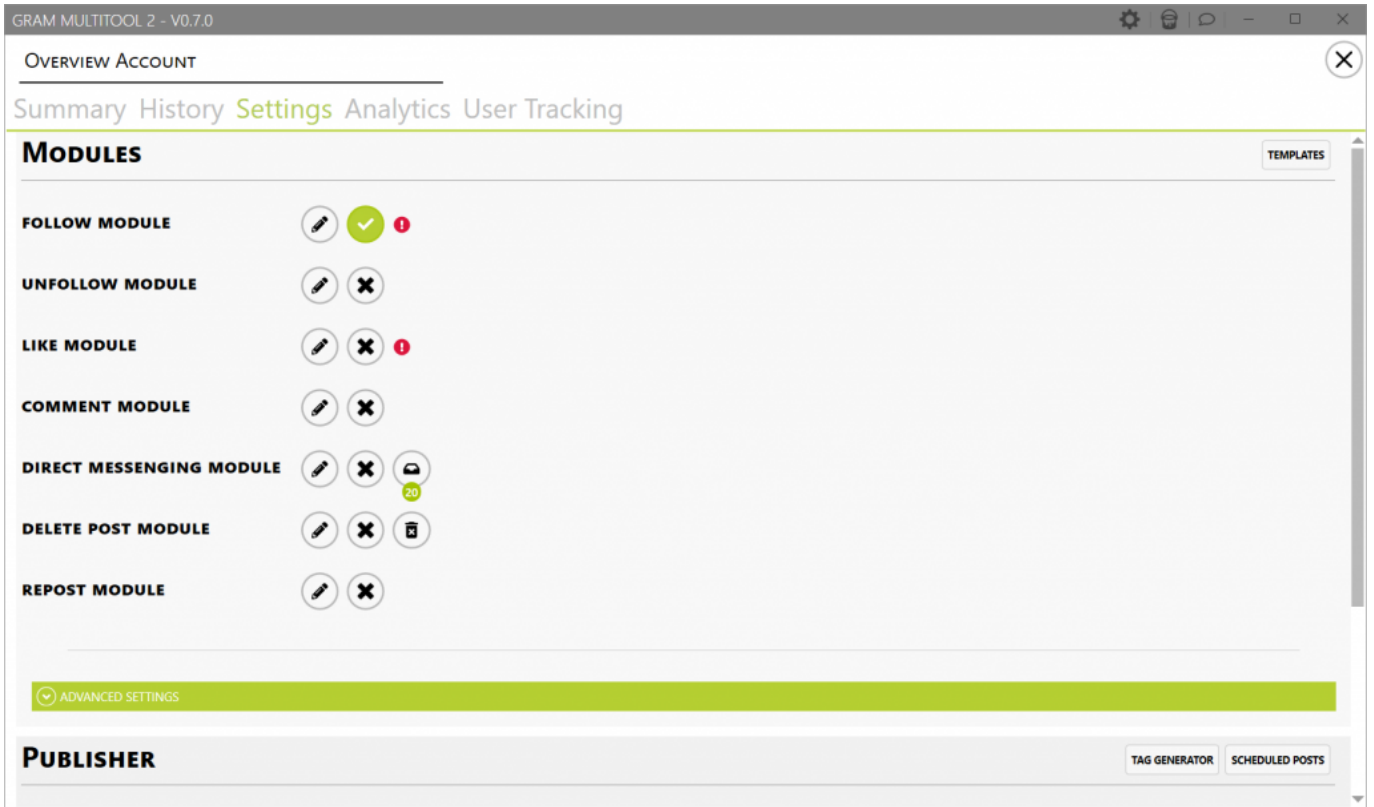 GRAM MULTITOOL 2 - V0.7.0
OVERVIEW ACCOUNT
Summary History Settings Analytics User Tracking
MODULES
TEMPLATES
FOLLOW MODULE
UNFOLLOW MODULE
LIKE MODULE
COMMENT MODULE
DIRECT MESSENGING MODULE
20
DELETE POST MODULE
REPOST MODULE
ADVANCED SETTINGS
PUBLISHER
TAG GENERATOR SCHEDULED POSTS